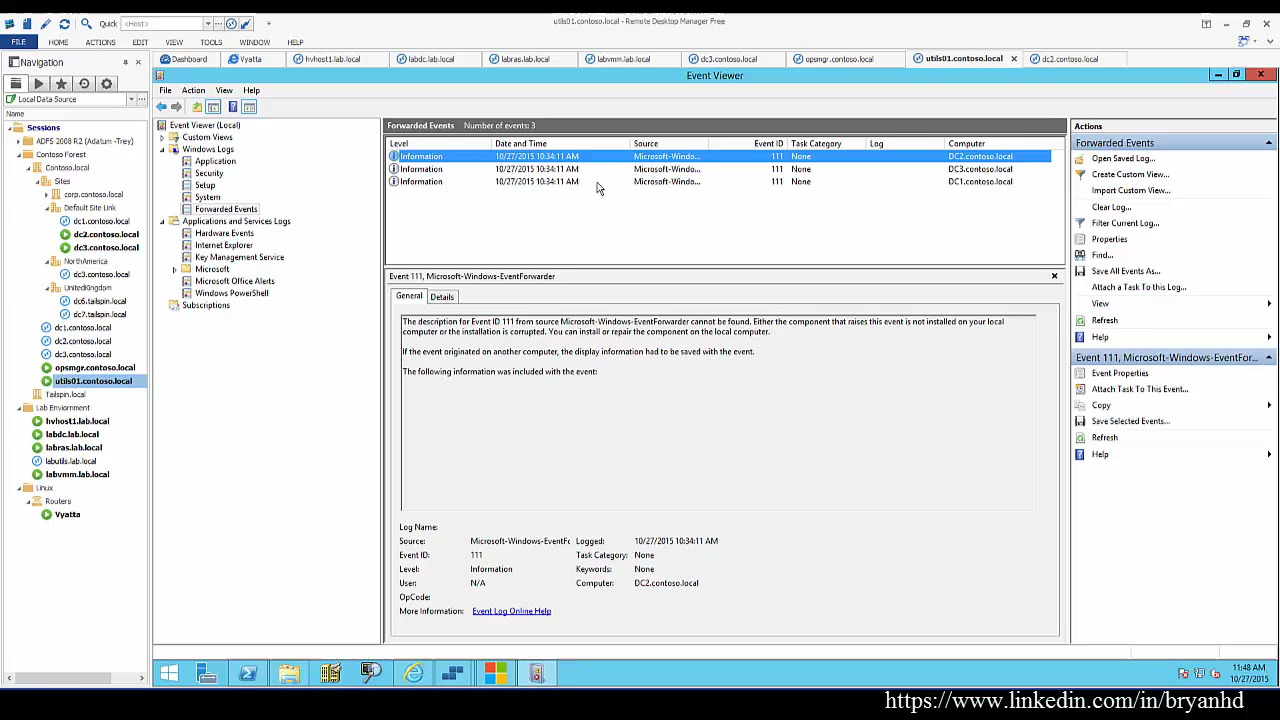 utils01.contoso.local - Remote Desktop Manager Free
Quick <Host>
FILE HOME ACTIONS EDIT VIEW TOOLS WINDOW HELP
Navigation
Dashboard Vyatta hvhost1.lab.local labdc.lab.local labras.lab.local labvmm.lab.local dc3.contoso.local opsmgr.contoso.local utils01.contoso.local dc2.contoso.local
Local Data Source
Name
Sessions
ADFS 2008 R2 (Adatum -Trey)
Contoso Forest
Contoso.local
Sites
corp.contoso.local
Default Site Link
dc1.contoso.local
dc2.contoso.local
dc3.contoso.local
NorthAmerica
dc3.contoso.local
UnitedKingdom
dc6.tailspin.local
dc7.tailspin.local
dc1.contoso.local
dc2.contoso.local
dc3.contoso.local
opsmgr.contoso.local
utils01.contoso.local
Tailspin.local
Lab Enviornment
hvhost1.lab.local
labdc.lab.local
labras.lab.local
labutils.lab.local
labvmm.lab.local
Linux
Routers
Vyatta
Event Viewer
File Action View Help
Event Viewer (Local)
Custom Views
Windows Logs
Application
Security
Setup
System
Forwarded Events
Applications and Services Logs
Hardware Events
Internet Explorer
Key Management Service
Microsoft
Microsoft Office Alerts
Windows PowerShell
Subscriptions
Forwarded Events Number of events: 3
Level Date and Time Source Event ID Task Category Log Computer
Information 10/27/2015 10:34:11 AM Microsoft-Windo... 111 None DC2.contoso.local
Information 10/27/2015 10:34:11 AM Microsoft-Windo... 111 None DC3.contoso.local
Information 10/27/2015 10:34:11 AM Microsoft-Windo... 111 None DC1.contoso.local
Event 111, Microsoft-Windows-EventForwarder
General Details
The description for Event ID 111 from source Microsoft-Windows-EventForwarder cannot be found. Either the component that raises this event is not installed on your local
computer or the installation is corrupted. You can install or repair the component on the local computer.
If the event originated on another computer, the display information had to be saved with the event.
The following information was included with the event:
Log Name:
Source: Microsoft-Windows-EventFc Logged: 10/27/2015 10:34:11 AM
Event ID: 111 Task Category: None
Level: Information Keywords: None
User: N/A Computer: DC2.contoso.local
OpCode:
More Information: Event Log Online Help
Actions
Forwarded Events
Open Saved Log...
Create Custom View...
Import Custom View...
Clear Log...
Filter Current Log...
Properties
Find...
Save All Events As...
Attach a Task To this Log...
View
Refresh
Help
Event 111, Microsoft-Windows-EventFor...
Event Properties
Attach Task To This Event...
Copy
Save Selected Events...
Refresh
Help
11:48 AM
10/27/2015
https://www.linkedin.com/in/bryanhd